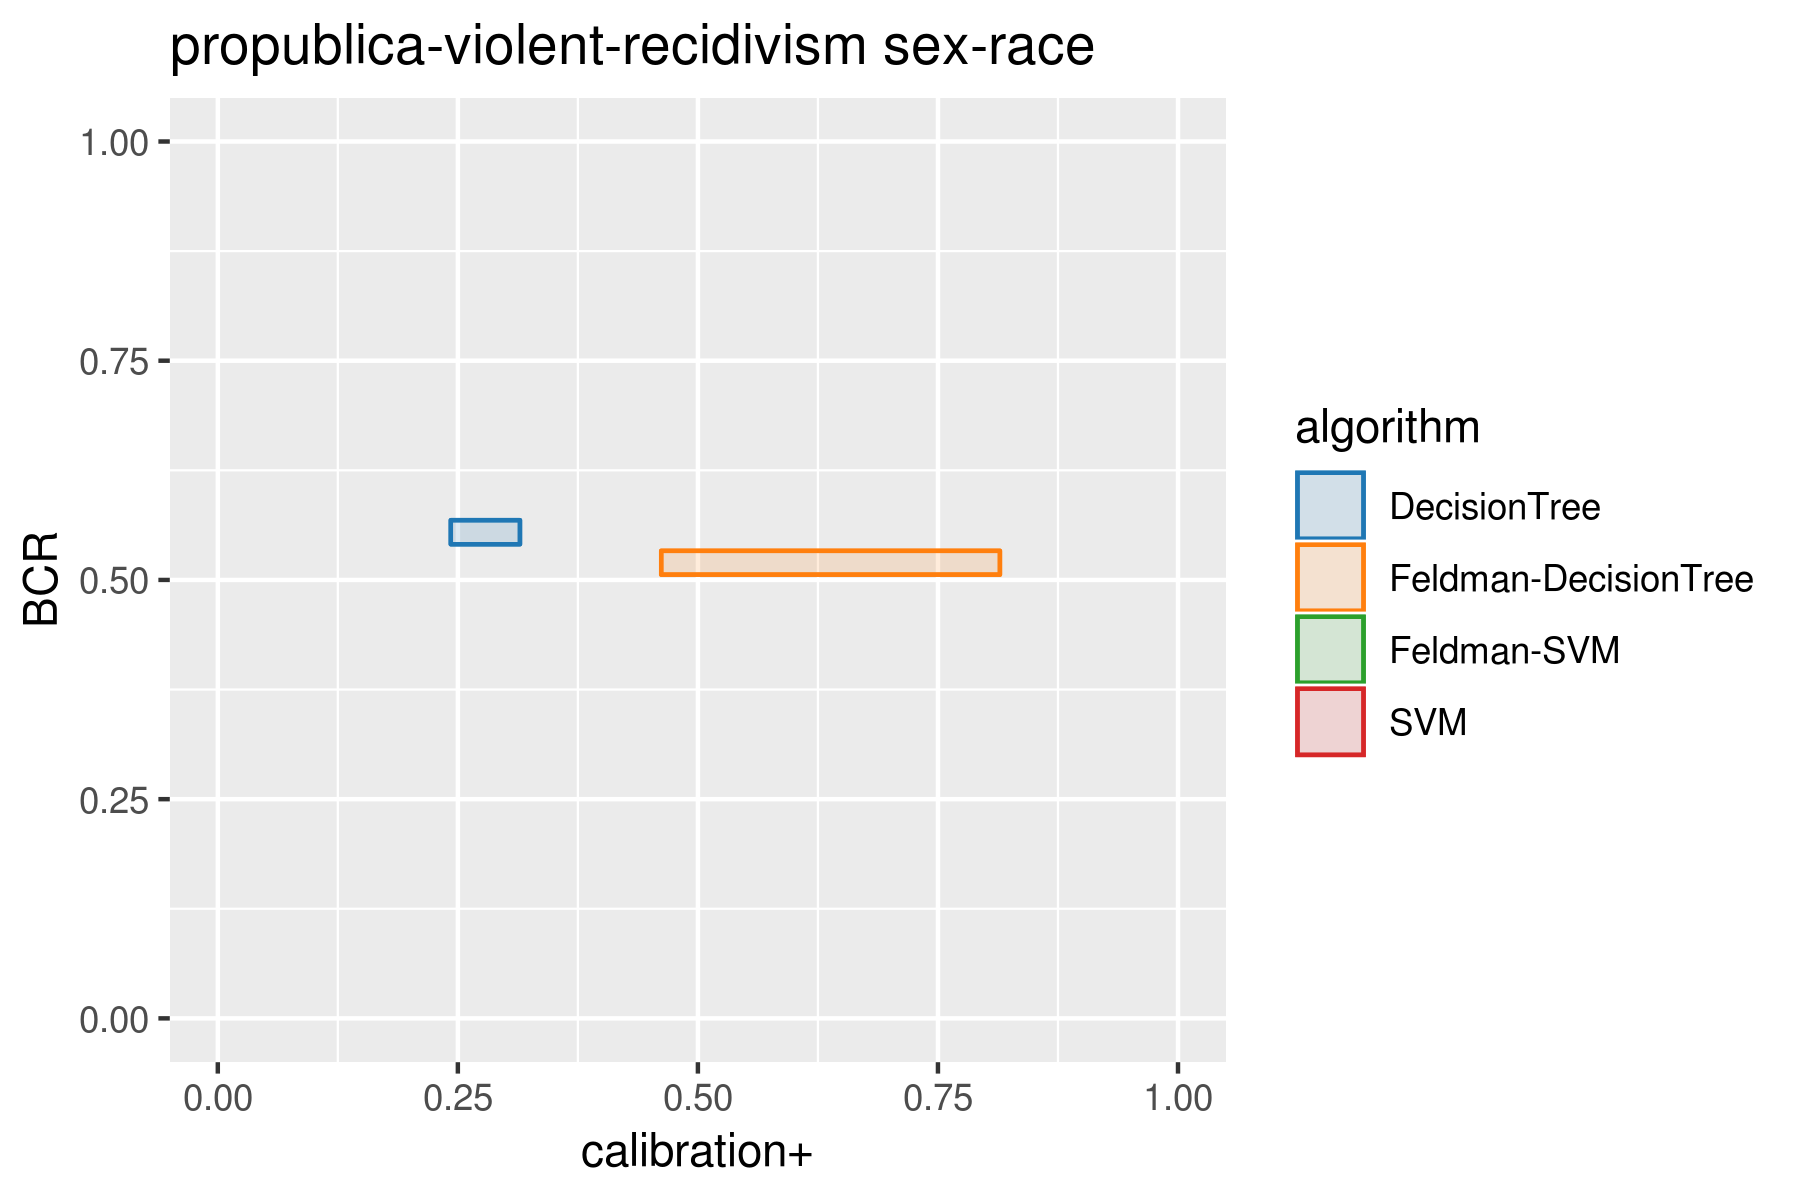 propublica-violent-recidivism sex-race
1.00
0.75
0.50
0.25
0.00
BCR
0.00 0.25 0.50 0.75 1.00
calibration+
algorithm
DecisionTree
Feldman-DecisionTree
Feldman-SVM
SVM